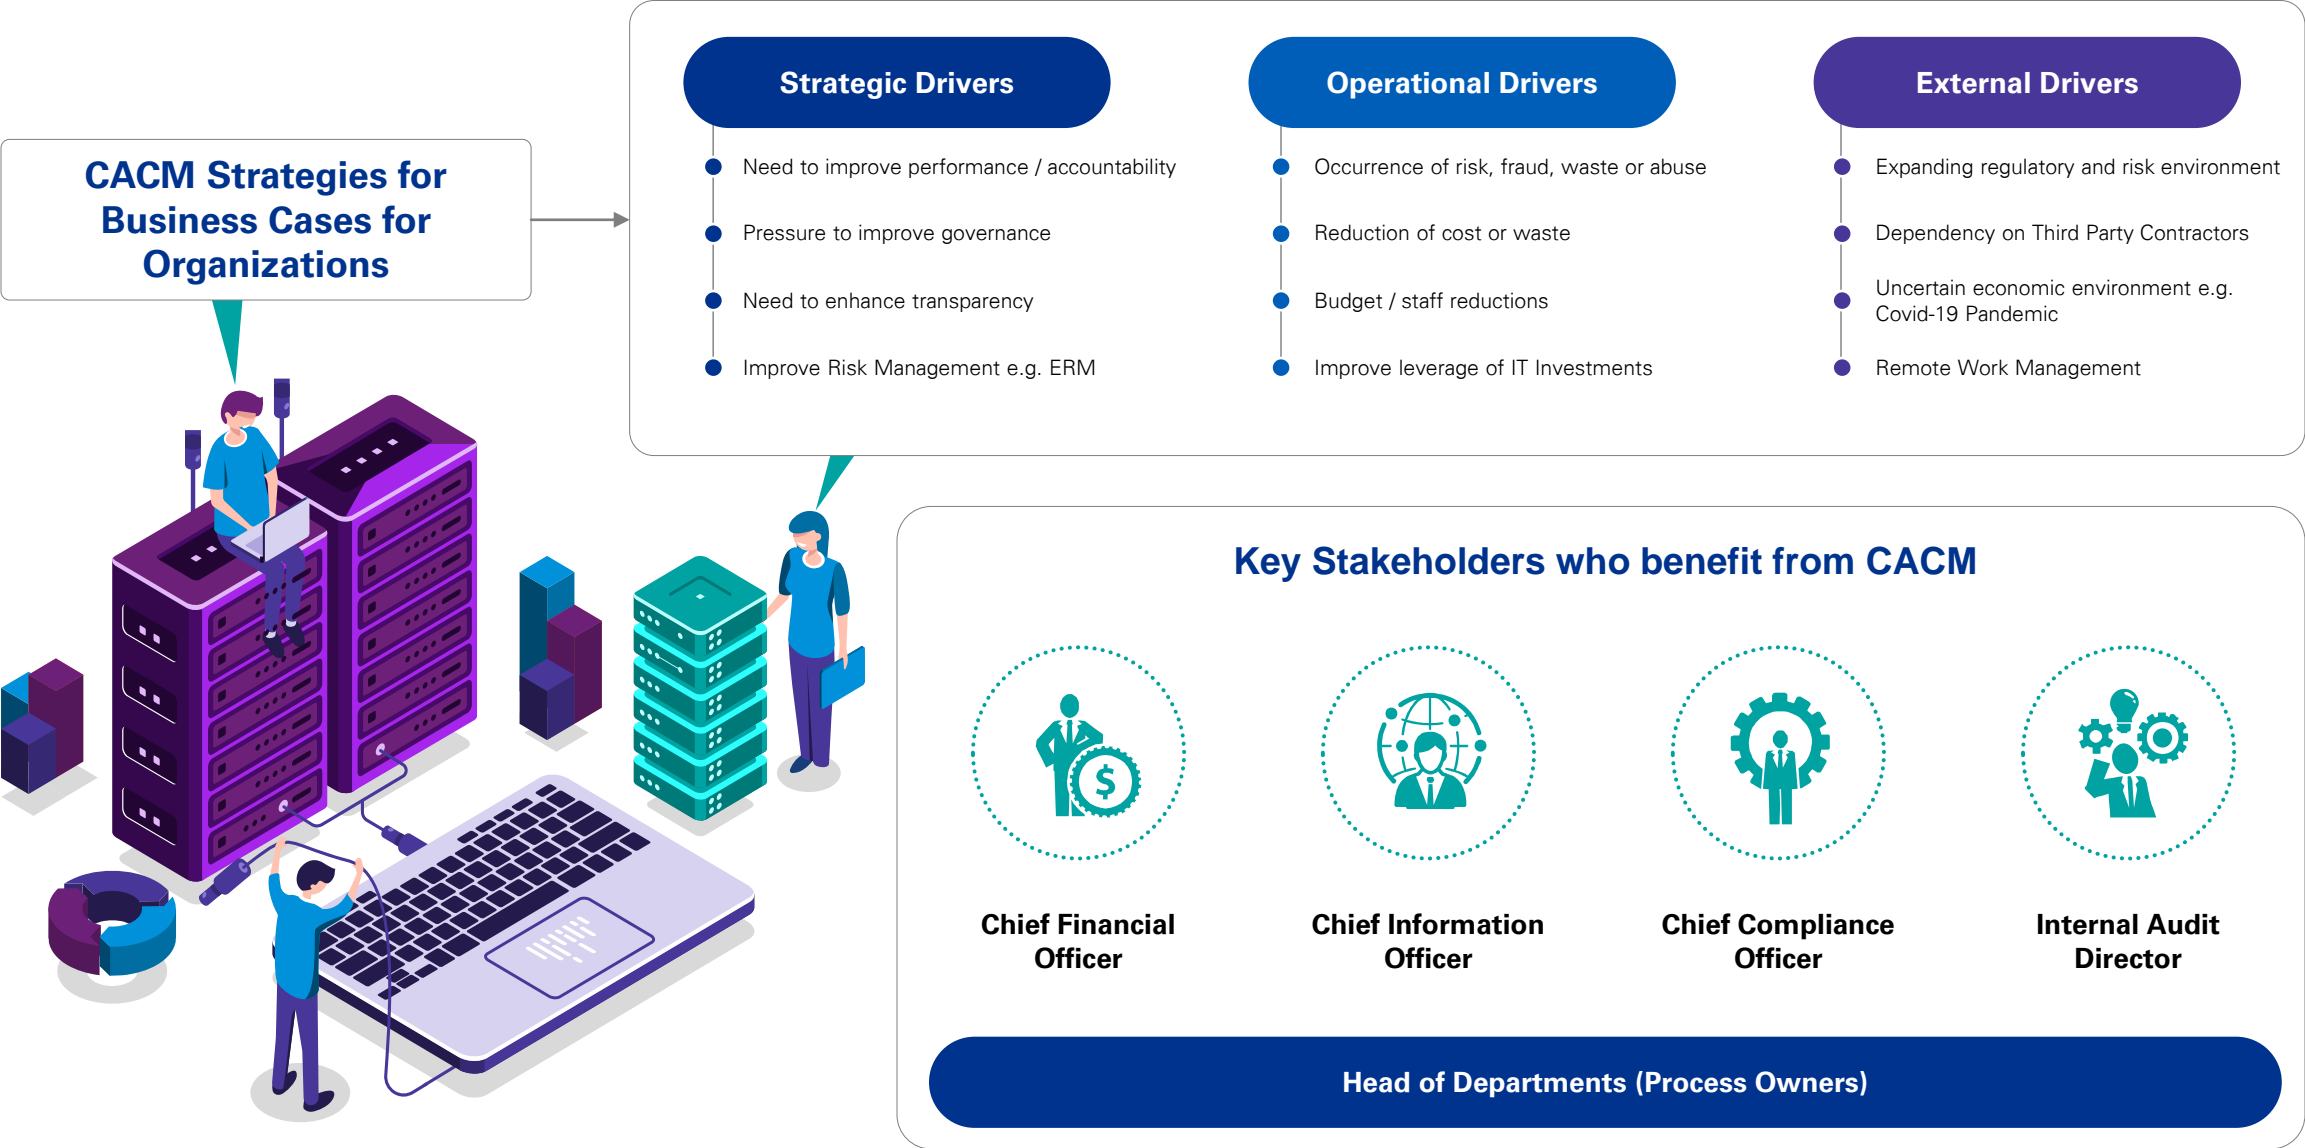 CACM Strategies for
Business Cases for
Organizations
Strategic Drivers
Need to improve performance / accountability
Pressure to improve governance
Need to enhance transparency
Improve Risk Management e.g. ERM
Operational Drivers
Occurrence of risk, fraud, waste or abuse
Reduction of cost or waste
Budget / staff reductions
Improve leverage of IT Investments
External Drivers
Expanding regulatory and risk environment
Dependency on Third Party Contractors
Uncertain economic environment e.g.
Covid-19 Pandemic
Remote Work Management
Key Stakeholders who benefit from CACM
$
Chief Financial
Officer
Chief Information
Officer
Chief Compliance
Officer
Internal Audit
Director
Head of Departments (Process Owners)